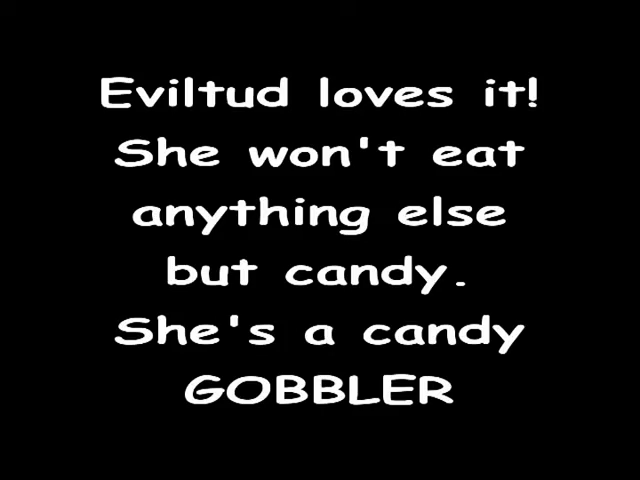 Eviltud loves it!
She won't eat
anything else
but candy.
She's a candy
GOBBLER